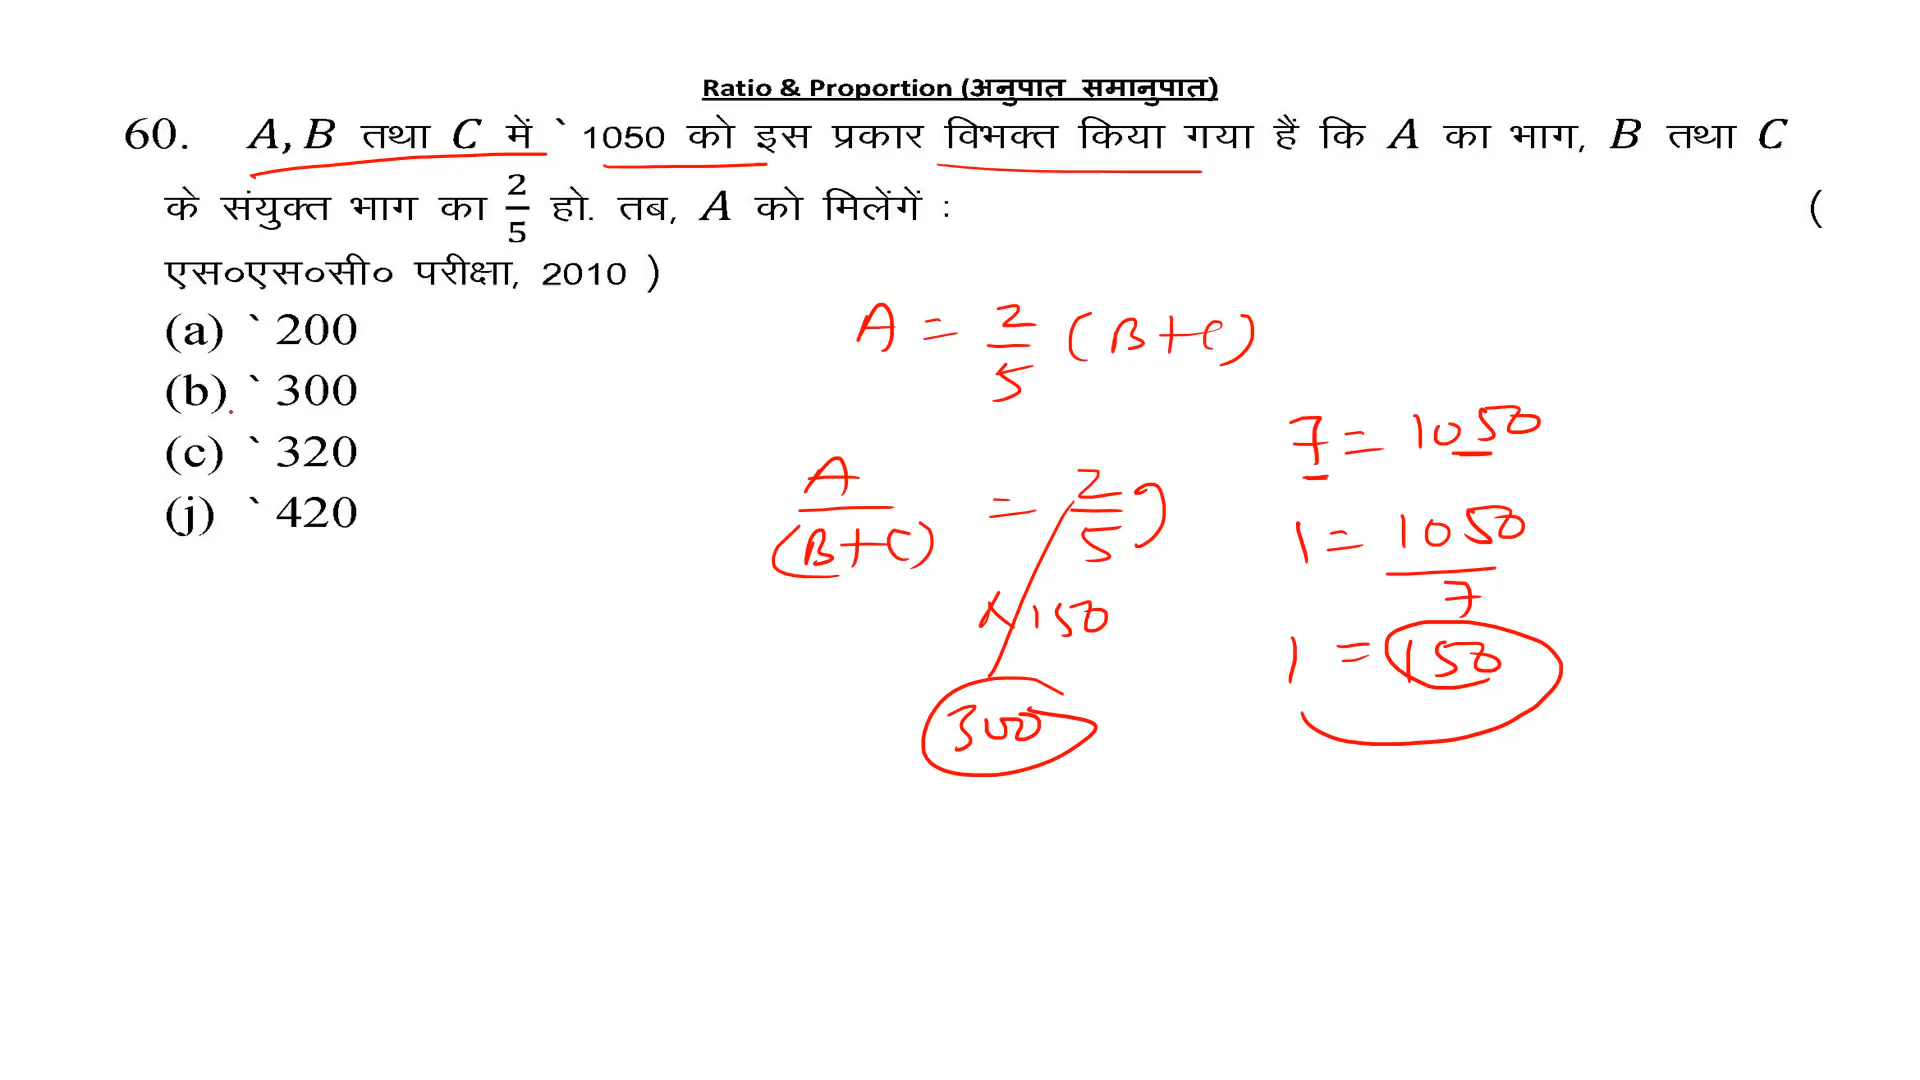 Ratio & Proportion (अनुपात समानुपात)
60. A, B तथा C में ` 1050 को इस प्रकार विभक्त किया गया हैं कि A का भाग, B तथा C
के संयुक्त भाग का 2/5 हो. तब, A को मिलेंगें : (
एस०एस०सी० परीक्षा, 2010 )
(a) ` 200
(b) ` 300
(c) ` 320
(j) ` 420
A = 2/5 (B+C)
A/(B+C) = 2/5
×150
300
7 = 1050
1 = 1050/7
1 = 150